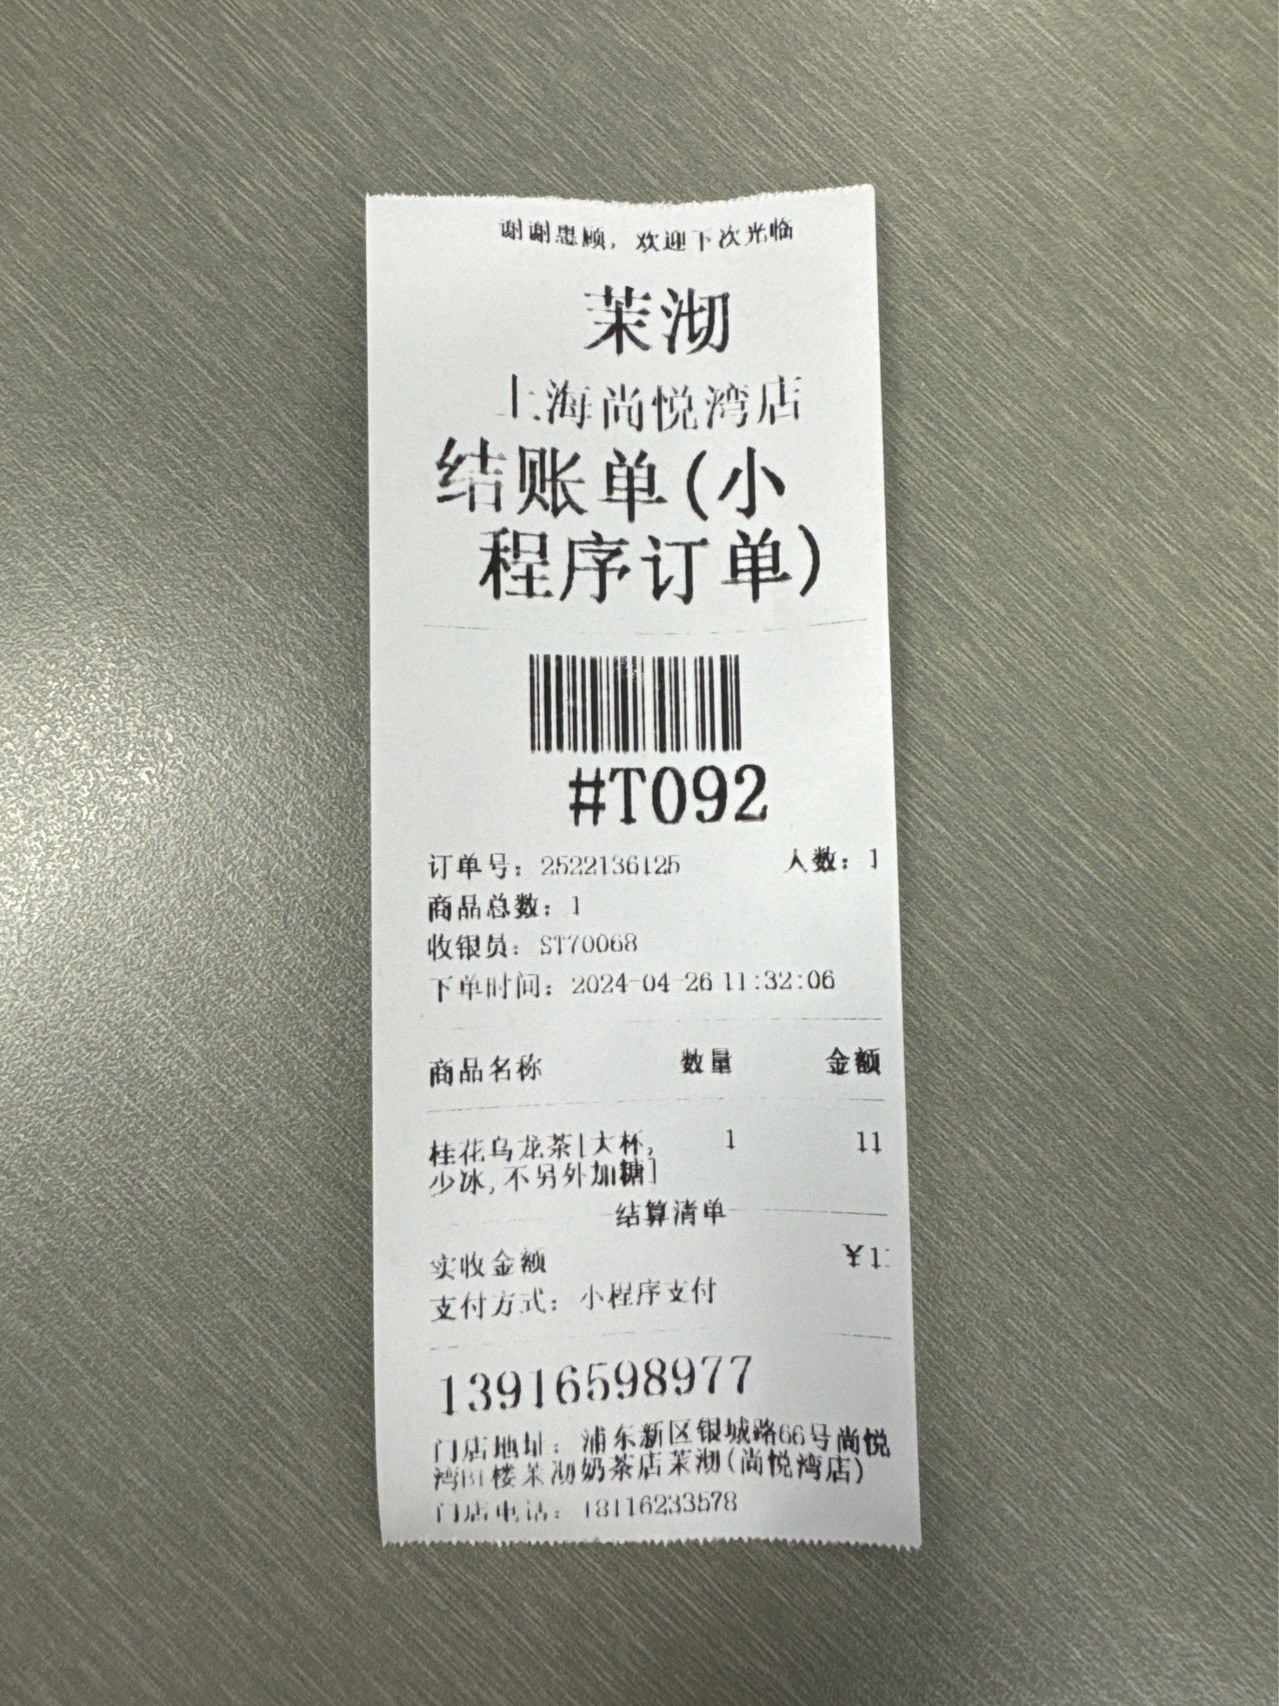 谢谢惠顾，欢迎下次光临
茉沏
上海尚悦湾店
结账单(小
程序订单)
#T092
订单号：2522136125 人数：1
商品总数：1
收银员：ST70068
下单时间：2024-04-26 11:32:06
商品名称 数量 金额
桂花乌龙茶[大杯, 1 11
少冰,不另外加糖]
结算清单
实收金额 ¥1
支付方式：小程序支付
13916598977
门店地址：浦东新区银城路66号尚悦
湾B1楼茉沏奶茶店茉沏(尚悦湾店)
门店电话：18116233578